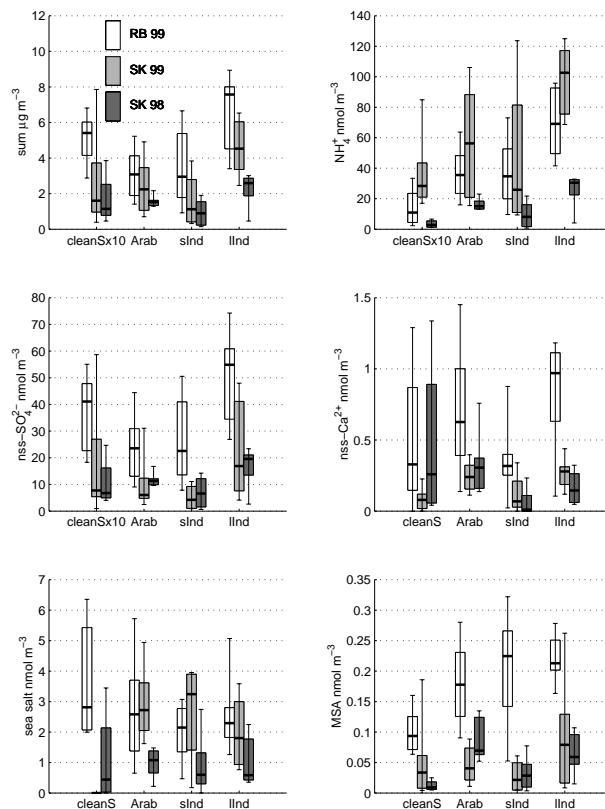 12
10
8
6
4
2
0
sum µg m−3
RB 99
SK 99
SK 98
cleanSx10 Arab sInd lInd
140
120
100
80
60
40
20
0
NH4+ nmol m−3
cleanSx10 Arab sInd lInd
80
70
60
50
40
30
20
10
0
nss−SO42− nmol m−3
cleanSx10 Arab sInd lInd
1.5
1
0.5
0
nss−Ca2+ nmol m−3
cleanS Arab sInd lInd
7
6
5
4
3
2
1
0
sea salt nmol m−3
cleanS Arab sInd lInd
0.35
0.3
0.25
0.2
0.15
0.1
0.05
0
MSA nmol m−3
cleanS Arab sInd lInd